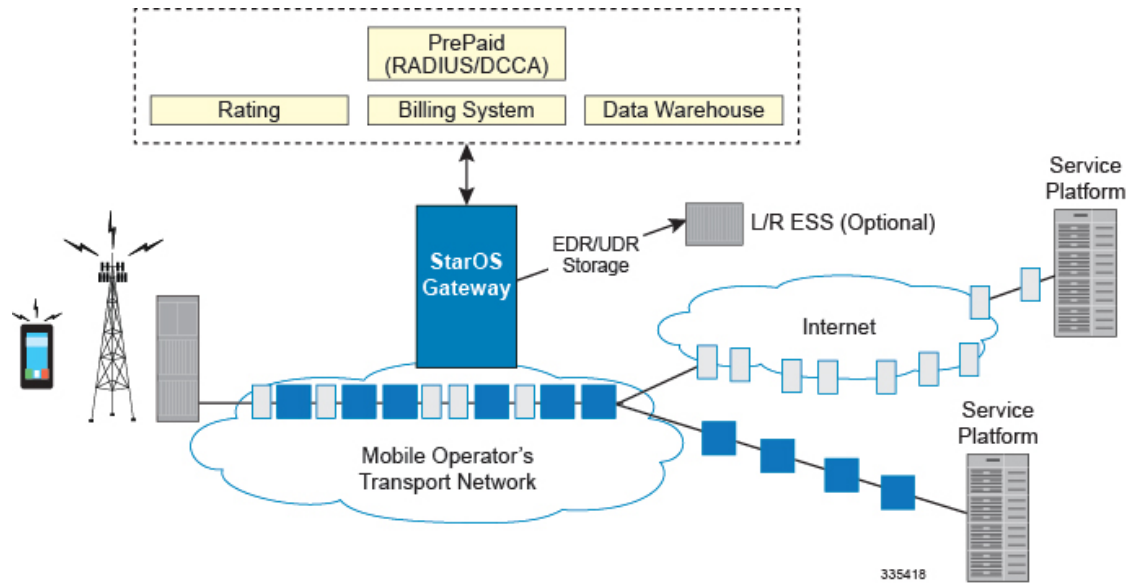 PrePaid
(RADIUS/DCCA)
Rating
Billing System
Data Warehouse
StarOS
Gateway
EDR/UDR
Storage
L/R ESS (Optional)
Service
Platform
Internet
Mobile Operator's
Transport Network
Service
Platform
335418